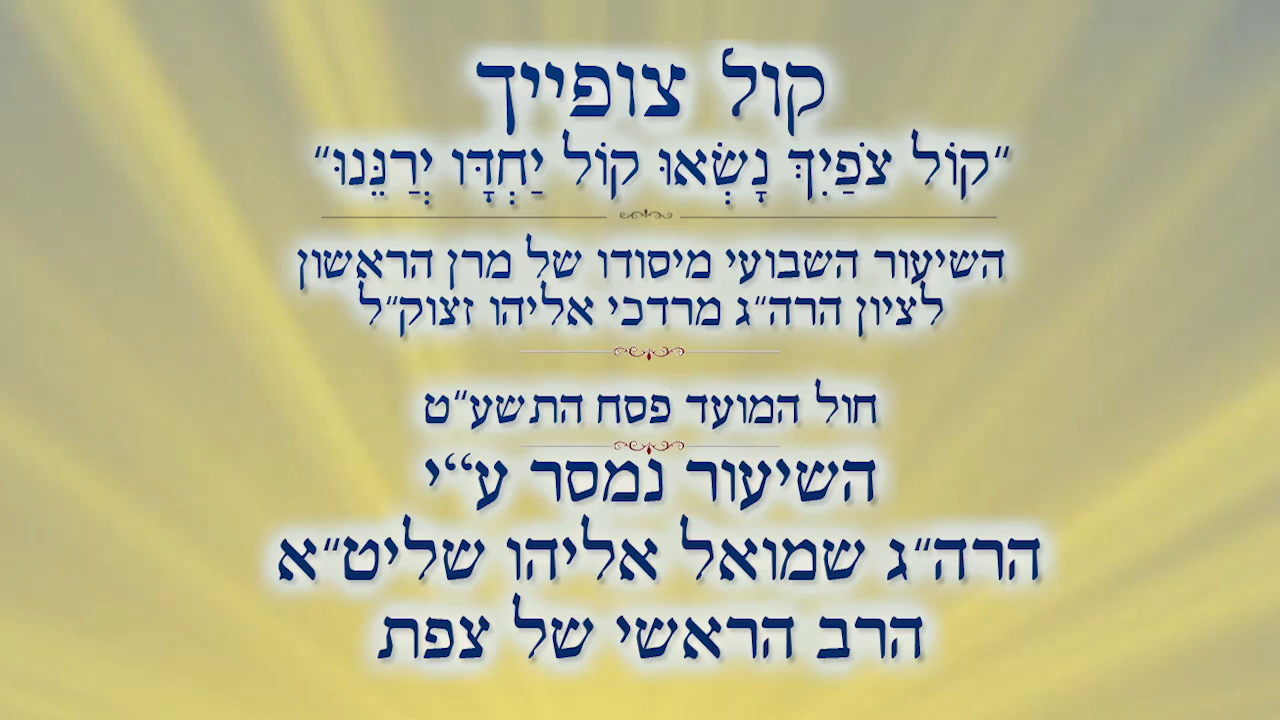 קול צופייך
"קוֹל צֹפַיִךְ נָשְׂאוּ קוֹל יַחְדָּו יְרַנֵּנוּ"
השיעור השבועי מיסודו של מרן הראשון
לציון הרה"ג מרדכי אליהו זצוק"ל
חול המועד פסח התשע"ט
השיעור נמסר ע"י
הרה"ג שמואל אליהו שליט"א
הרב הראשי של צפת